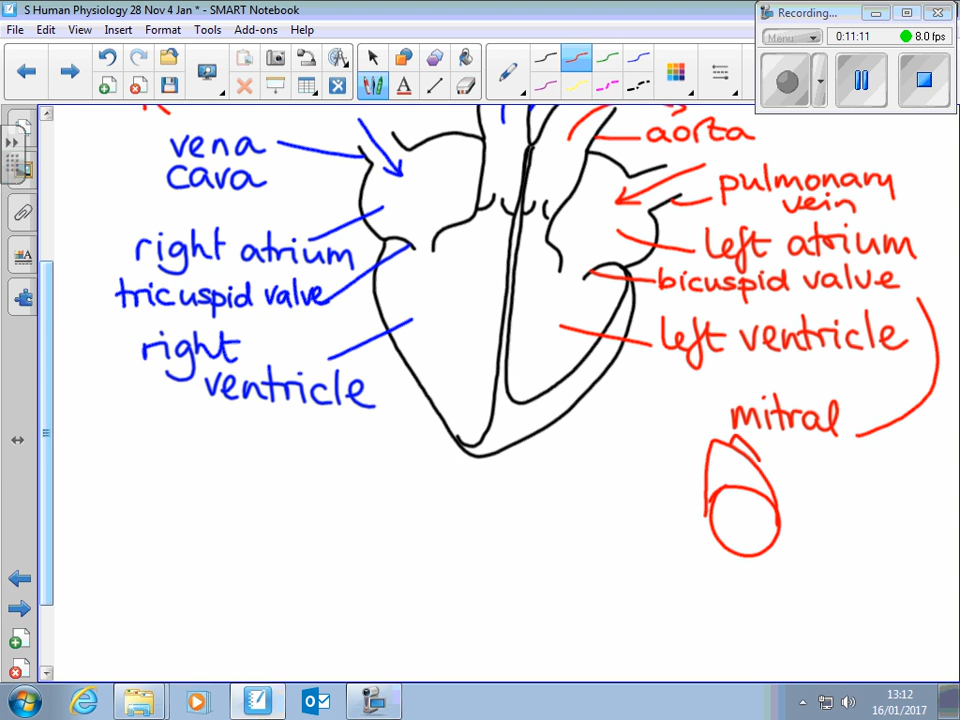 S Human Physiology 28 Nov 4 Jan * - SMART Notebook
Recording...
File Edit View Insert Format Tools Add-ons Help
Menu
0:11:11
8.0 fps
aorta
vena
cava
pulmonary
vein
right atrium
left atrium
tricuspid valve
bicuspid valve
right
ventricle
left ventricle
mitral
13:12
16/01/2017